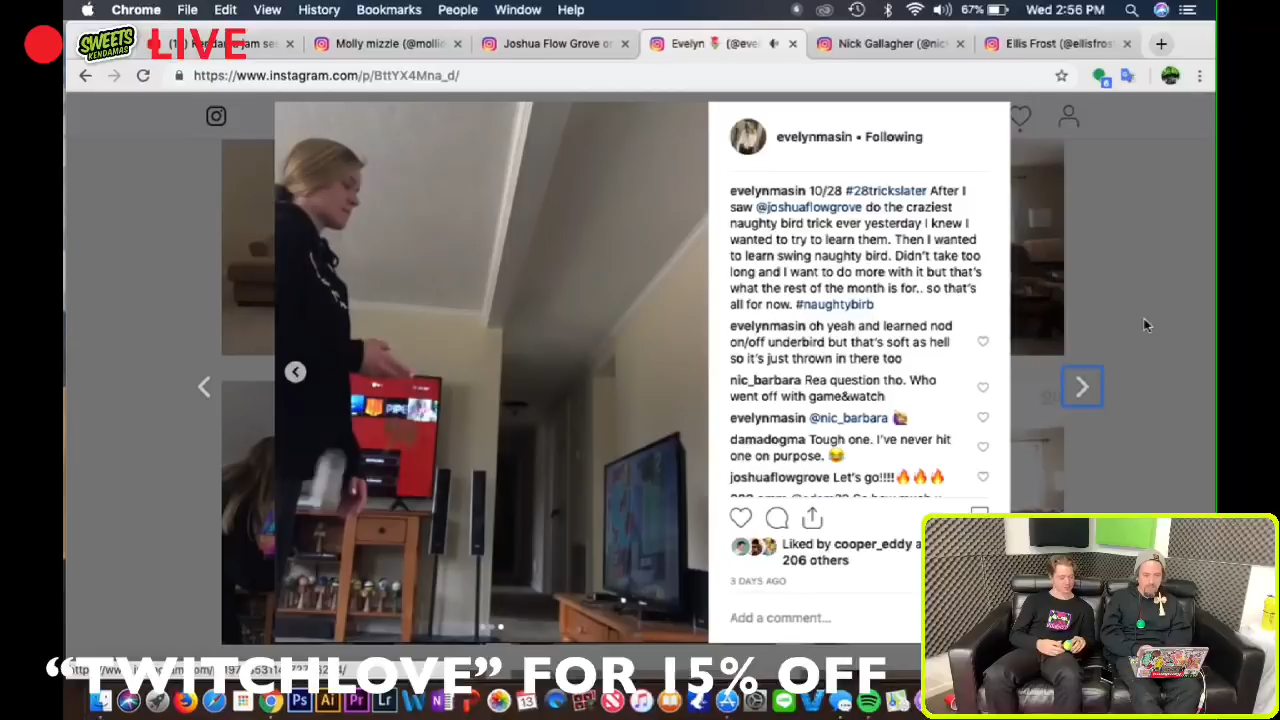 Chrome File Edit View History Bookmarks People Window Help 67% Wed 2:56 PM
SWEETS KENDAMAS LIVE
Molly mizzle (@mollie Joshua Flow Grove or Evelyn (@eve Nick Gallagher (@nic Ellis Frost (@ellisfros
https://www.instagram.com/p/BttYX4Mna_d/
evelynmasin • Following
evelynmasin 10/28 #28trickslater After I
saw @joshuaflowgrove do the craziest
naughty bird trick ever yesterday I knew I
wanted to try to learn them. Then I wanted
to learn swing naughty bird. Didn't take too
long and I want to do more with it but that's
what the rest of the month is for.. so that's
all for now. #naughtybirb
evelynmasin oh yeah and learned nod
on/off underbird but that's soft as hell
so it's just thrown in there too
nic_barbara Rea question tho. Who
went off with game&watch
evelynmasin @nic_barbara
damadogma Tough one. I've never hit
one on purpose. 😂
joshuaflowgrove Let's go!!!!🔥🔥🔥
Liked by cooper_eddy a
206 others
3 DAYS AGO
Add a comment...
"TWITCHLOVE" FOR 15% OFF